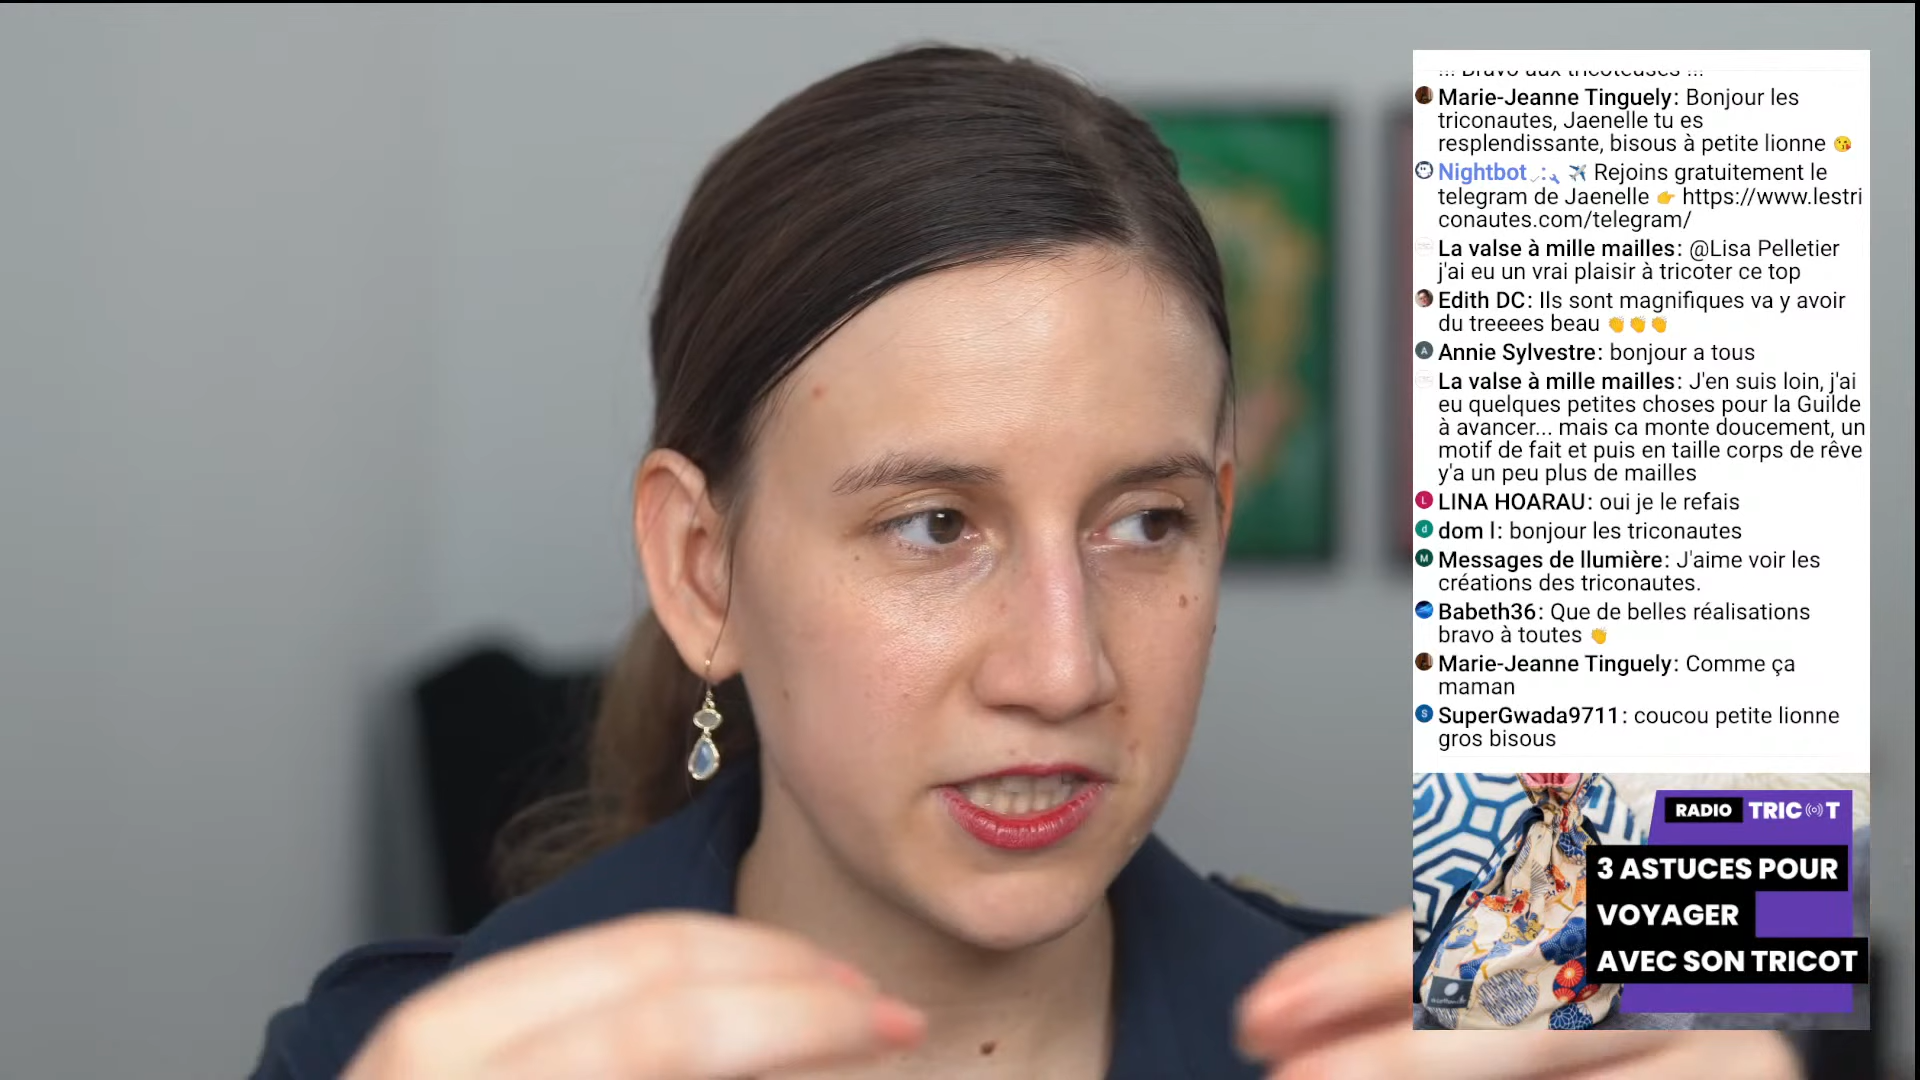 ... Bravo aux tricoteuses ...
Marie-Jeanne Tinguely: Bonjour les
triconautes, Jaenelle tu es
resplendissante, bisous à petite lionne 😘
Nightbot ✈️ Rejoins gratuitement le
telegram de Jaenelle 👉 https://www.lestri
conautes.com/telegram/
La valse à mille mailles: @Lisa Pelletier
j'ai eu un vrai plaisir à tricoter ce top
Edith DC: Ils sont magnifiques va y avoir
du treeees beau 👏👏👏
A Annie Sylvestre: bonjour a tous
La valse à mille mailles: J'en suis loin, j'ai
eu quelques petites choses pour la Guilde
à avancer... mais ca monte doucement, un
motif de fait et puis en taille corps de rêve
y'a un peu plus de mailles
L LINA HOARAU: oui je le refais
d dom l: bonjour les triconautes
M Messages de llumière: J'aime voir les
créations des triconautes.
Babeth36: Que de belles réalisations
bravo à toutes 👏
Marie-Jeanne Tinguely: Comme ça
maman
S SuperGwada9711: coucou petite lionne
gros bisous
RADIO TRICOT
3 ASTUCES POUR
VOYAGER
AVEC SON TRICOT